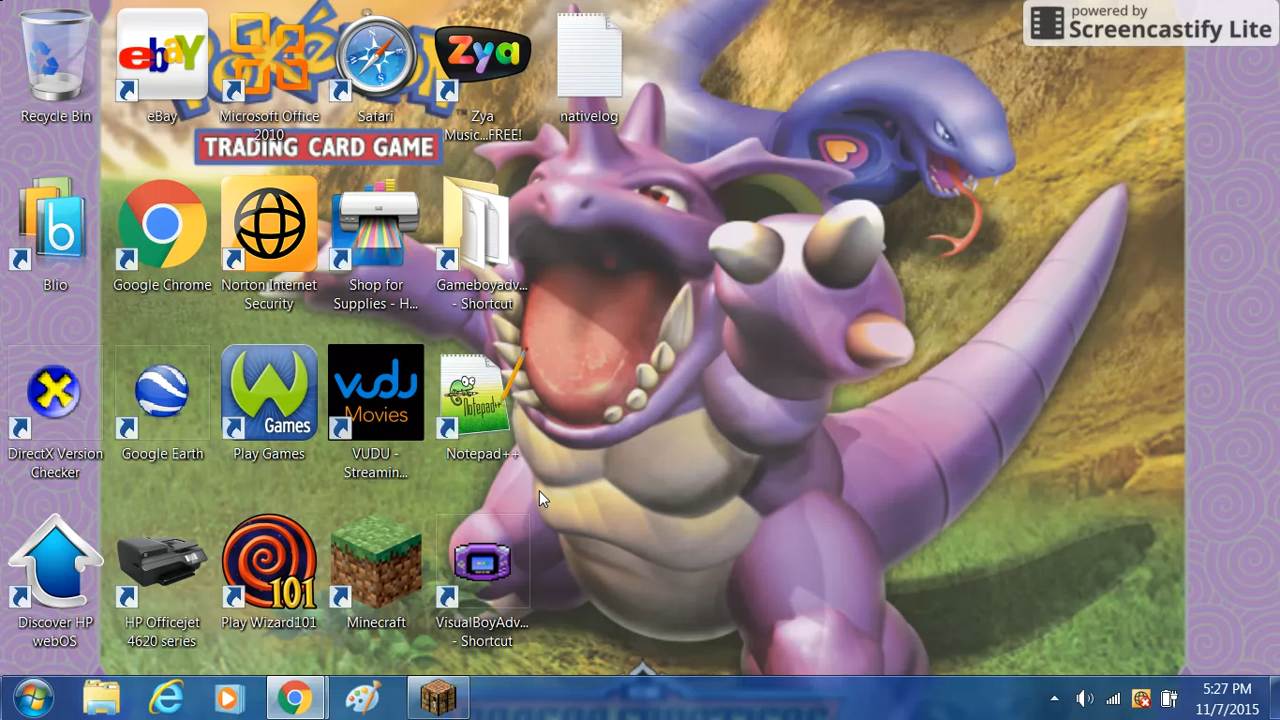 powered by
Screencastify Lite
ebay
Zya
Recycle Bin
eBay
Microsoft Office
2010
Safari
Zya
Music...FREE!
nativelog
TRADING CARD GAME
b
Blio
Google Chrome
Norton Internet
Security
Shop for
Supplies - H...
Gameboyadv...
- Shortcut
Games
vudu
Movies
Notepad++
DirectX Version
Checker
Google Earth
Play Games
VUDU -
Streamin...
Notepad++
101
Discover HP
webOS
HP Officejet
4620 series
Play Wizard101
Minecraft
VisualBoyAdv...
- Shortcut
5:27 PM
11/7/2015